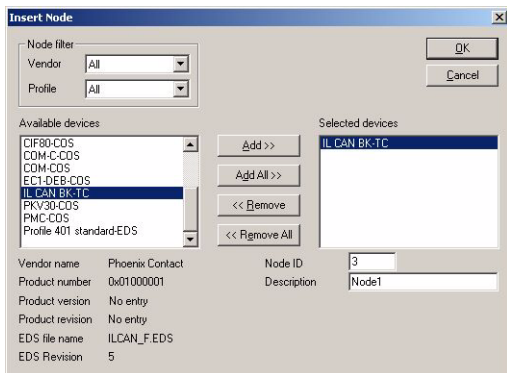 Insert Node
Node filter
Vendor All
Profile All
OK
Cancel
Available devices
CIF80-COS
COM-C-COS
COM-COS
EC1-DEB-COS
IL CAN BK-TC
PKV30-COS
PMC-COS
Profile 401 standard-EDS
Add >>
Add All >>
<< Remove
<< Remove All
Selected devices
IL CAN BK-TC
Vendor name Phoenix Contact
Product number 0x01000001
Product version No entry
Product revision No entry
EDS file name ILCAN_F.EDS
EDS Revision 5
Node ID 3
Description Node1